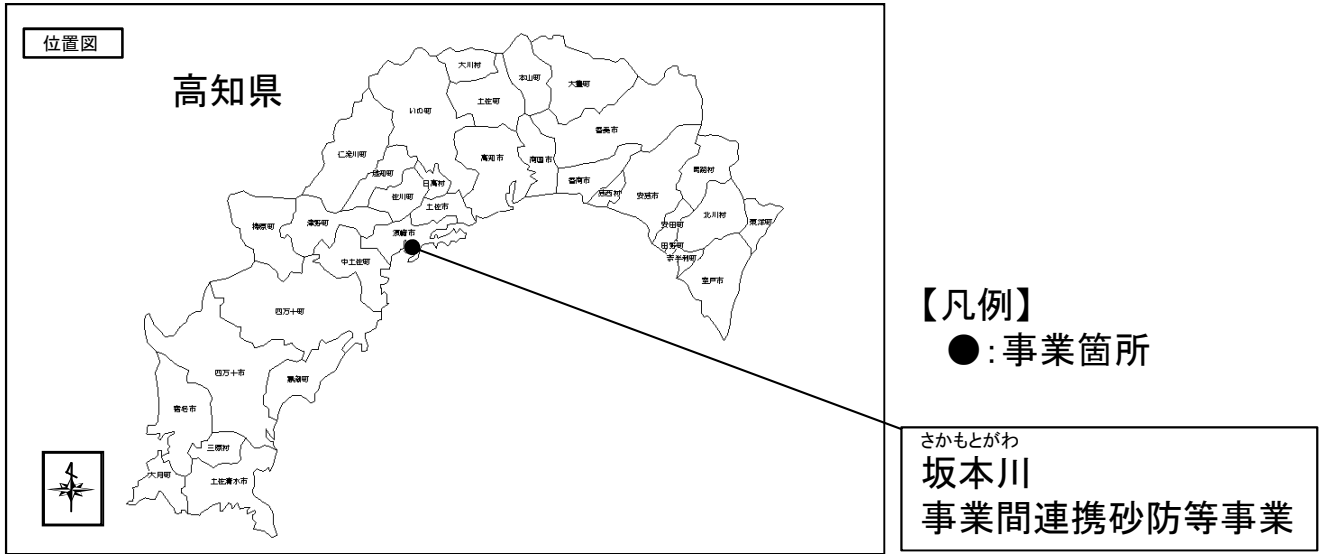 位置図
高知県
大川村
本山町
大豊町
いの町
土佐町
香美市
仁淀川町
高知市
南国市
越知町
日高村
香南市
芸西村
安芸市
馬路村
佐川町
土佐市
北川村
東洋町
梼原町
津野町
須崎市
安田町
田野町
奈半利町
中土佐町
室戸市
四万十町
四万十市
黒潮町
宿毛市
三原村
大月町
土佐清水市
【凡例】
●:事業箇所
さかもとがわ
坂本川
事業間連携砂防等事業